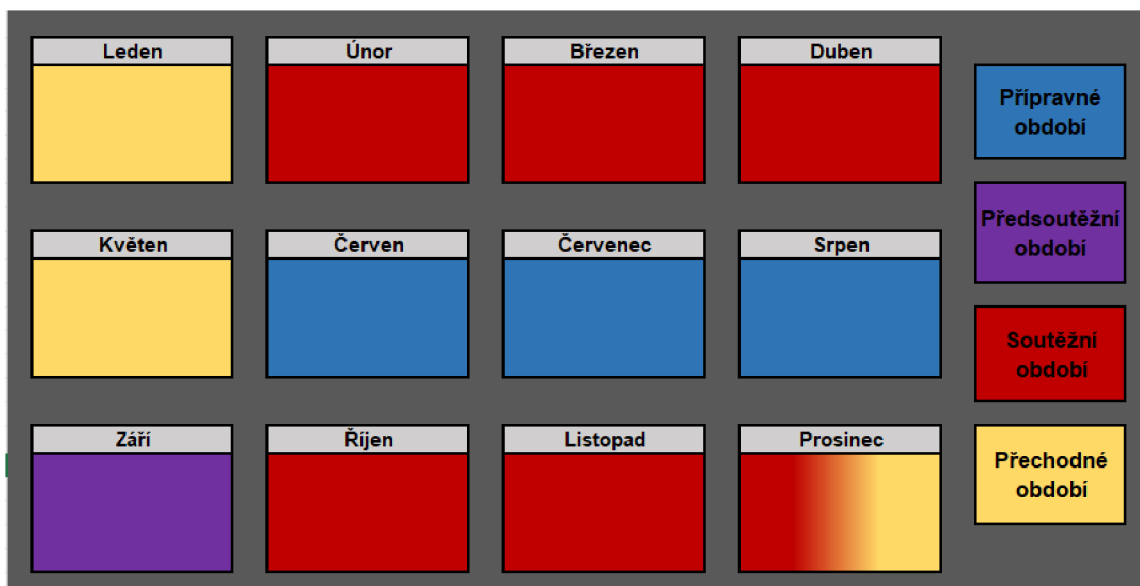 Leden
Únor
Březen
Duben
Přípravné
období
Předsoutěžní
období
Květen
Červen
Červenec
Srpen
Soutěžní
období
Září
Říjen
Listopad
Prosinec
Přechodné
období